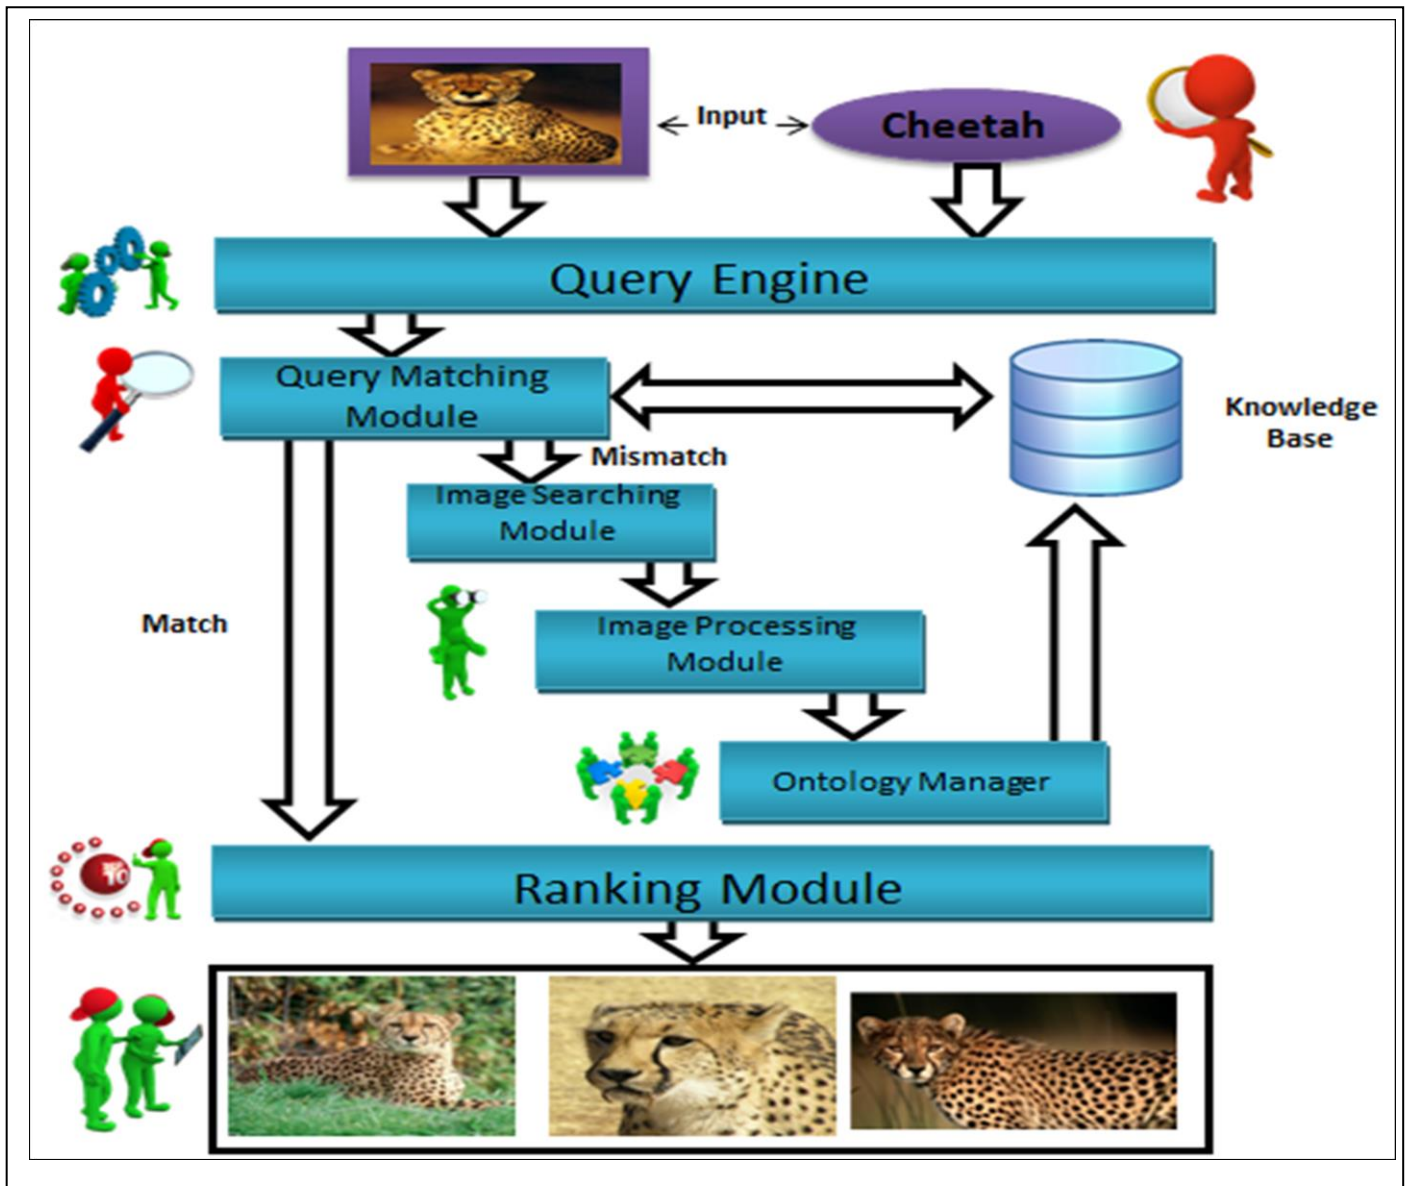 Input
Cheetah
Query Engine
Query Matching
Module
Knowledge
Base
Mismatch
Image Searching
Module
Match
Image Processing
Module
Ontology Manager
10
Ranking Module